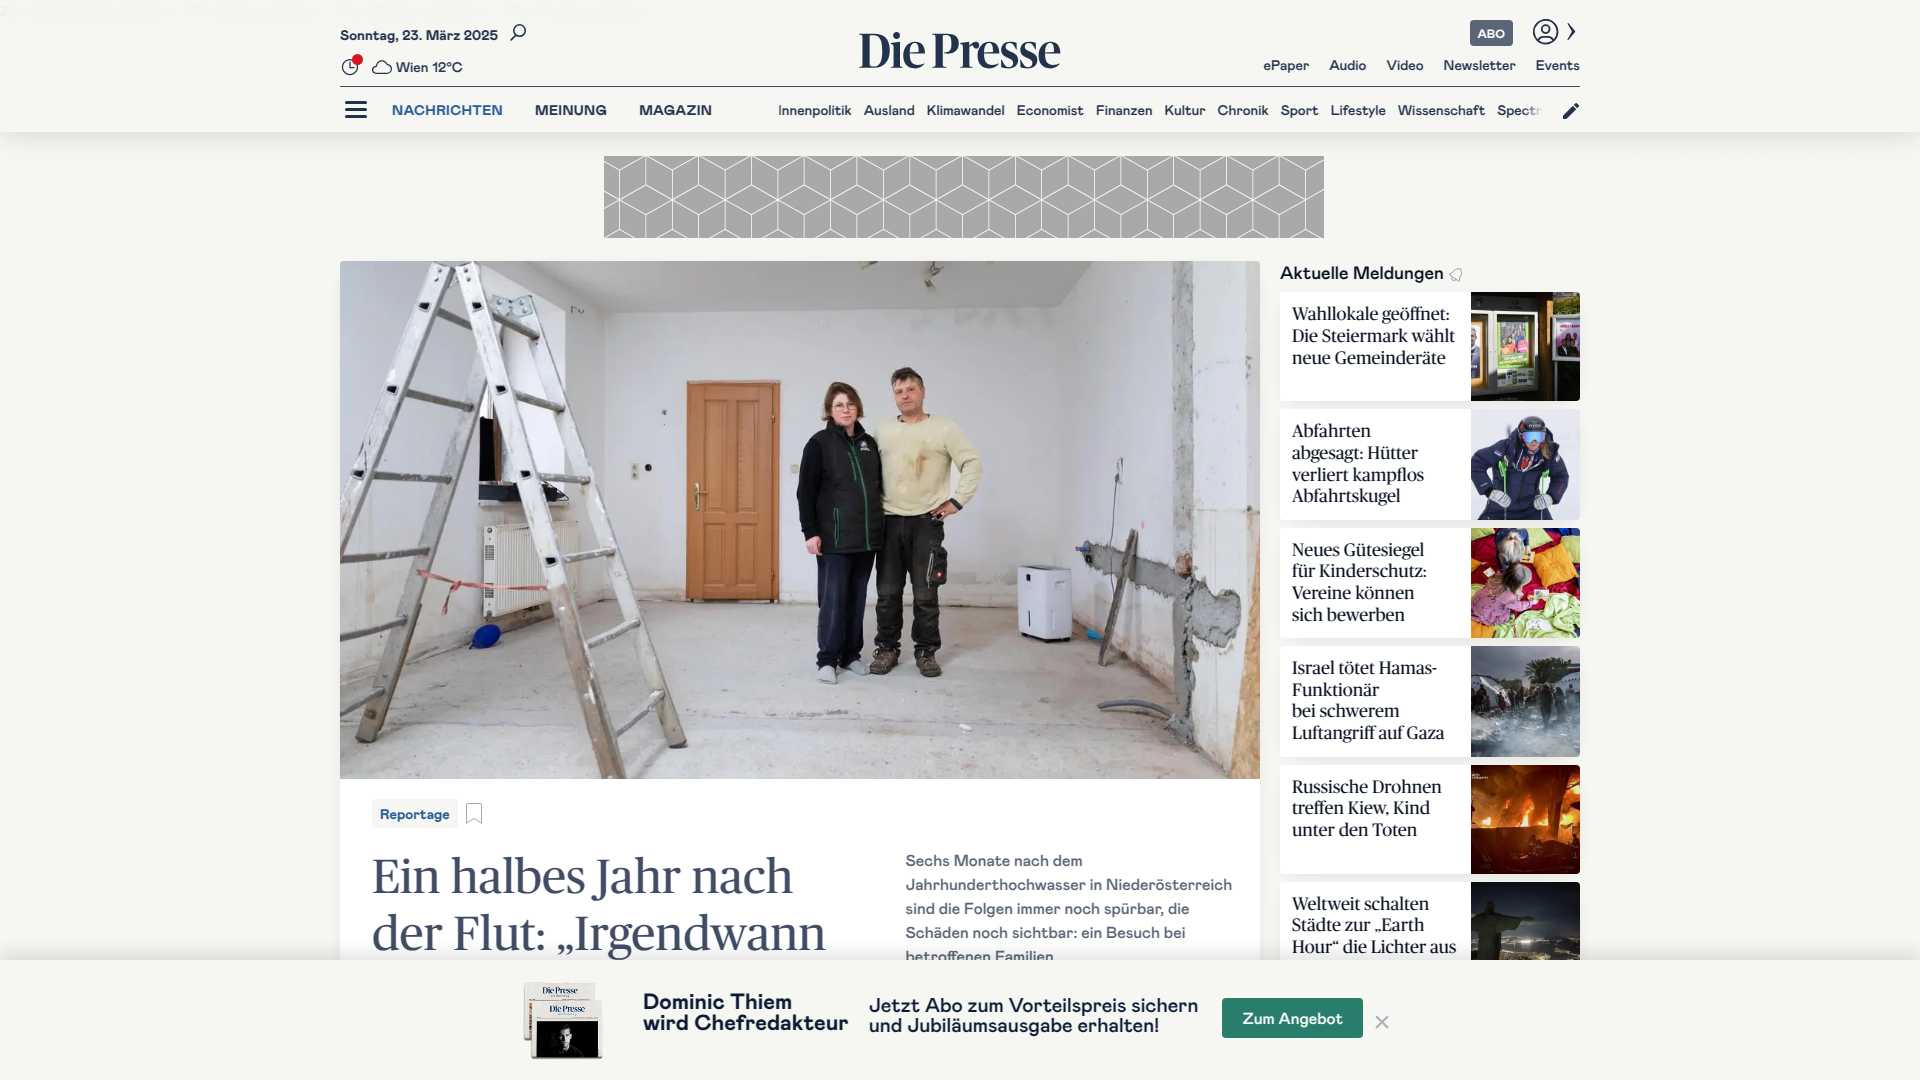 Sonntag, 23. März 2025
Wien 12°C
Die Presse
ABO
ePaper Audio Video Newsletter Events
NACHRICHTEN MEINUNG MAGAZIN
Innenpolitik Ausland Klimawandel Economist Finanzen Kultur Chronik Sport Lifestyle Wissenschaft
Aktuelle Meldungen
Wahllokale geöffnet:
Die Steiermark wählt
neue Gemeinderäte
Abfahrten
abgesagt: Hütter
verliert kampflos
Abfahrtskugel
Neues Gütesiegel
für Kinderschutz:
Vereine können
sich bewerben
Israel tötet Hamas-
Funktionär
bei schwerem
Luftangriff auf Gaza
Russische Drohnen
treffen Kiew, Kind
unter den Toten
Weltweit schalten
Städte zur „Earth
Hour“ die Lichter aus
Reportage
Ein halbes Jahr nach
der Flut: „Irgendwann
Sechs Monate nach dem
Jahrhunderthochwasser in Niederösterreich
sind die Folgen immer noch spürbar, die
Schäden noch sichtbar: ein Besuch bei
betroffenen Familien
Die Presse
Die Presse
Dominic Thiem
wird Chefredakteur
Jetzt Abo zum Vorteilspreis sichern
und Jubiläumsausgabe erhalten!
Zum Angebot